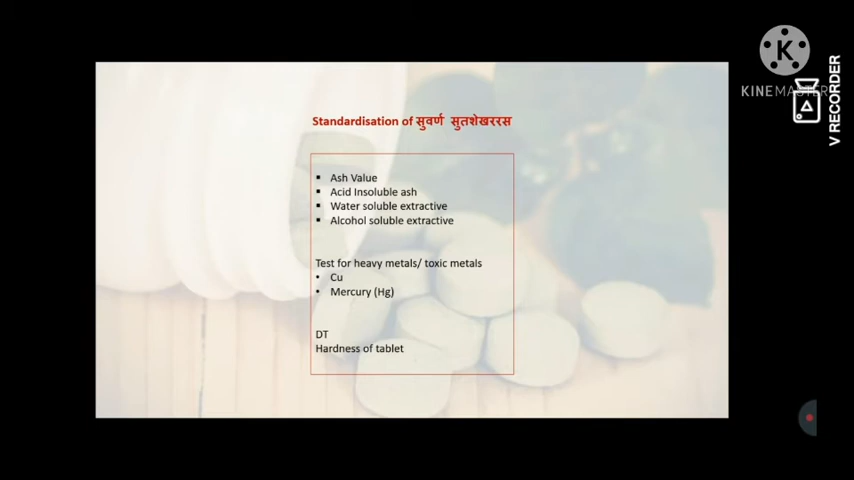 KINEMASTER
V RECORDER
Standardisation of सुवर्ण सुतशेखररस
▪ Ash Value
▪ Acid Insoluble ash
▪ Water soluble extractive
▪ Alcohol soluble extractive
Test for heavy metals/ toxic metals
• Cu
• Mercury (Hg)
DT
Hardness of tablet